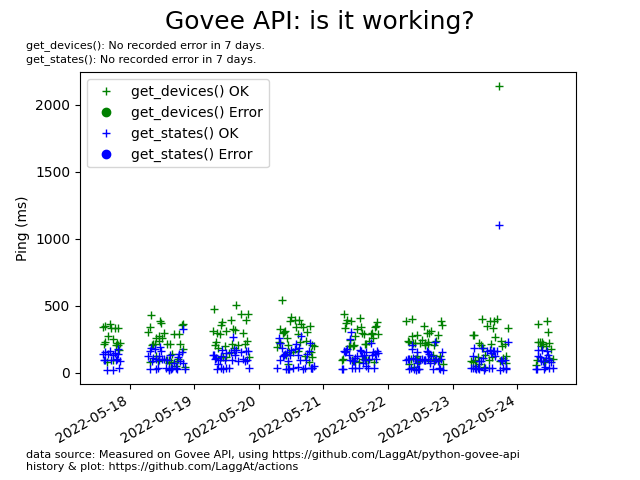 Govee API: is it working?
get_devices(): No recorded error in 7 days.
get_states(): No recorded error in 7 days.
get_devices() OK
get_devices() Error
get_states() OK
get_states() Error
Ping (ms)
2000
1500
1000
500
0
2022-05-18
2022-05-19
2022-05-20
2022-05-21
2022-05-22
2022-05-23
2022-05-24
data source: Measured on Govee API, using https://github.com/LaggAt/python-govee-api
history & plot: https://github.com/LaggAt/actions